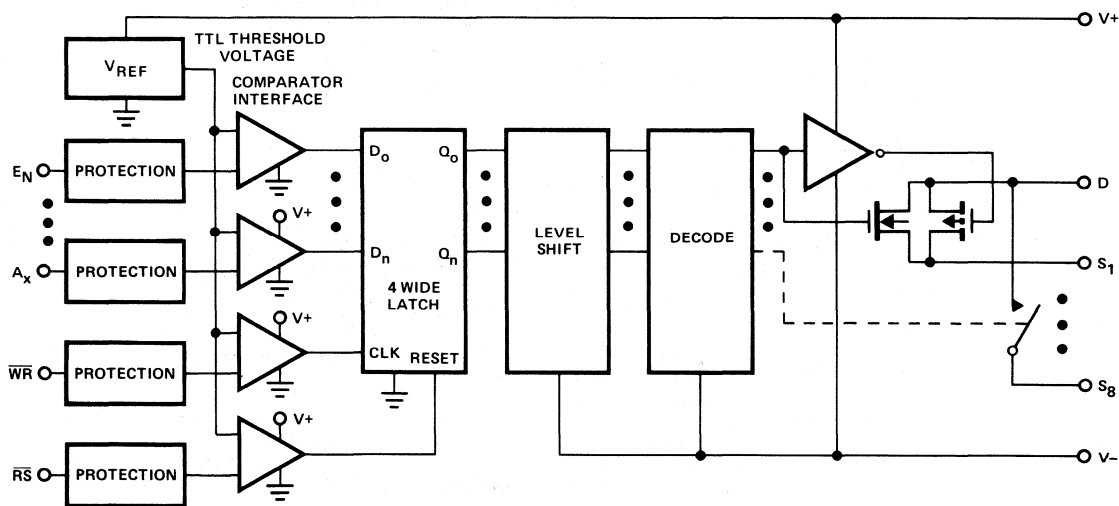 V+
TTL THRESHOLD
VOLTAGE
VREF
COMPARATOR
INTERFACE
EN
PROTECTION
Do
Qo
D
V+
LEVEL
SHIFT
DECODE
Ax
PROTECTION
Dn
Qn
S1
4 WIDE
LATCH
V+
CLK
RESET
WR
PROTECTION
S8
V+
RS
PROTECTION
V-